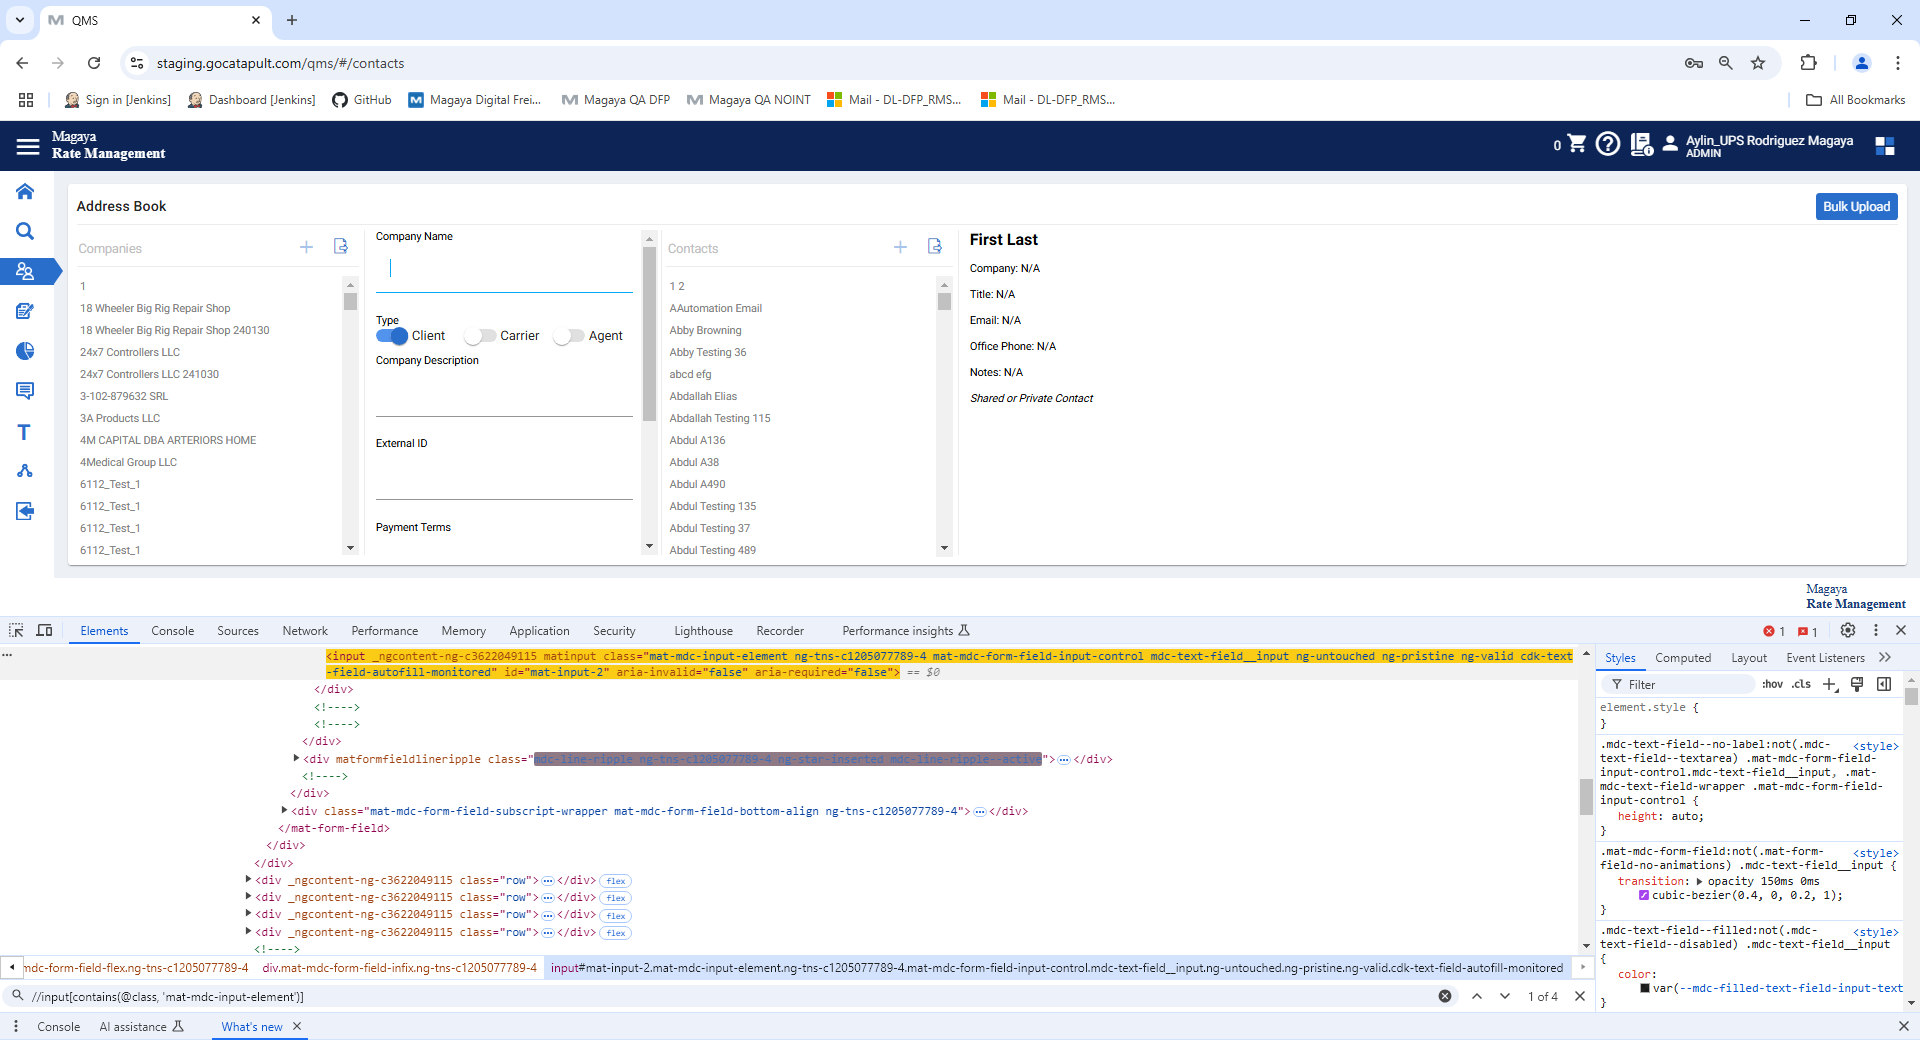 QMS
staging.gocatapult.com/qms/#/contacts
Sign in [Jenkins]
Dashboard [Jenkins]
GitHub
Magaya Digital Frei...
Magaya QA DFP
Magaya QA NOINT
Mail - DL-DFP_RMS...
Mail - DL-DFP_RMS...
All Bookmarks
Magaya
Rate Management
0
Aylin_UPS Rodriguez Magaya
ADMIN
Address Book
Bulk Upload
Companies
1
18 Wheeler Big Rig Repair Shop
18 Wheeler Big Rig Repair Shop 240130
24x7 Controllers LLC
24x7 Controllers LLC 241030
3-102-879632 SRL
3A Products LLC
4M CAPITAL DBA ARTERIORS HOME
4Medical Group LLC
6112_Test_1
6112_Test_1
6112_Test_1
6112_Test_1
Company Name
Type
Client
Carrier
Agent
Company Description
External ID
Payment Terms
Contacts
1 2
AAutomation Email
Abby Browning
Abby Testing 36
abcd efg
Abdallah Elias
Abdallah Testing 115
Abdul A136
Abdul A38
Abdul A490
Abdul Testing 135
Abdul Testing 37
Abdul Testing 489
First Last
Company: N/A
Title: N/A
Email: N/A
Office Phone: N/A
Notes: N/A
Shared or Private Contact
Magaya
Rate Management
Elements
Console
Sources
Network
Performance
Memory
Application
Security
Lighthouse
Recorder
Performance insights
1
1
<input _ngcontent-ng-c3622049115 matinput class="mat-mdc-input-element ng-tns-c1205077789-4 mat-mdc-form-field-input-control mdc-text-field__input ng-untouched ng-pristine ng-valid cdk-text
-field-autofill-monitored" id="mat-input-2" aria-invalid="false" aria-required="false"> == $0
</div>
<!---->
<!---->
</div>
<div matformfieldlineripple class="mdc-line-ripple ng-tns-c1205077789-4 ng-star-inserted mdc-line-ripple--active">…</div>
<!---->
</div>
<div class="mat-mdc-form-field-subscript-wrapper mat-mdc-form-field-bottom-align ng-tns-c1205077789-4">…</div>
</mat-form-field>
</div>
</div>
<div _ngcontent-ng-c3622049115 class="row">…</div> flex
<div _ngcontent-ng-c3622049115 class="row">…</div> flex
<div _ngcontent-ng-c3622049115 class="row">…</div> flex
<div _ngcontent-ng-c3622049115 class="row">…</div> flex
<!---->
mdc-form-field-flex.ng-tns-c1205077789-4
div.mat-mdc-form-field-infix.ng-tns-c1205077789-4
input#mat-input-2.mat-mdc-input-element.ng-tns-c1205077789-4.mat-mdc-form-field-input-control.mdc-text-field__input.ng-untouched.ng-pristine.ng-valid.cdk-text-field-autofill-monitored
//input[contains(@class, 'mat-mdc-input-element')]
1 of 4
Styles
Computed
Layout
Event Listeners
Filter
:hov
.cls
element.style {
}
.mdc-text-field--no-label:not(.mdc-
<style>
text-field--textarea) .mat-mdc-form-field-
input-control.mdc-text-field__input, .mat-
mdc-text-field-wrapper .mat-mdc-form-field-
input-control {
height: auto;
}
.mat-mdc-form-field:not(.mat-form-
<style>
field-no-animations) .mdc-text-field__input {
transition: opacity 150ms 0ms
cubic-bezier(0.4, 0, 0.2, 1);
}
.mdc-text-field--filled:not(.mdc-
<style>
text-field--disabled) .mdc-text-field__input
{
color:
var(--mdc-filled-text-field-input-text
}
Console
AI assistance
What's new